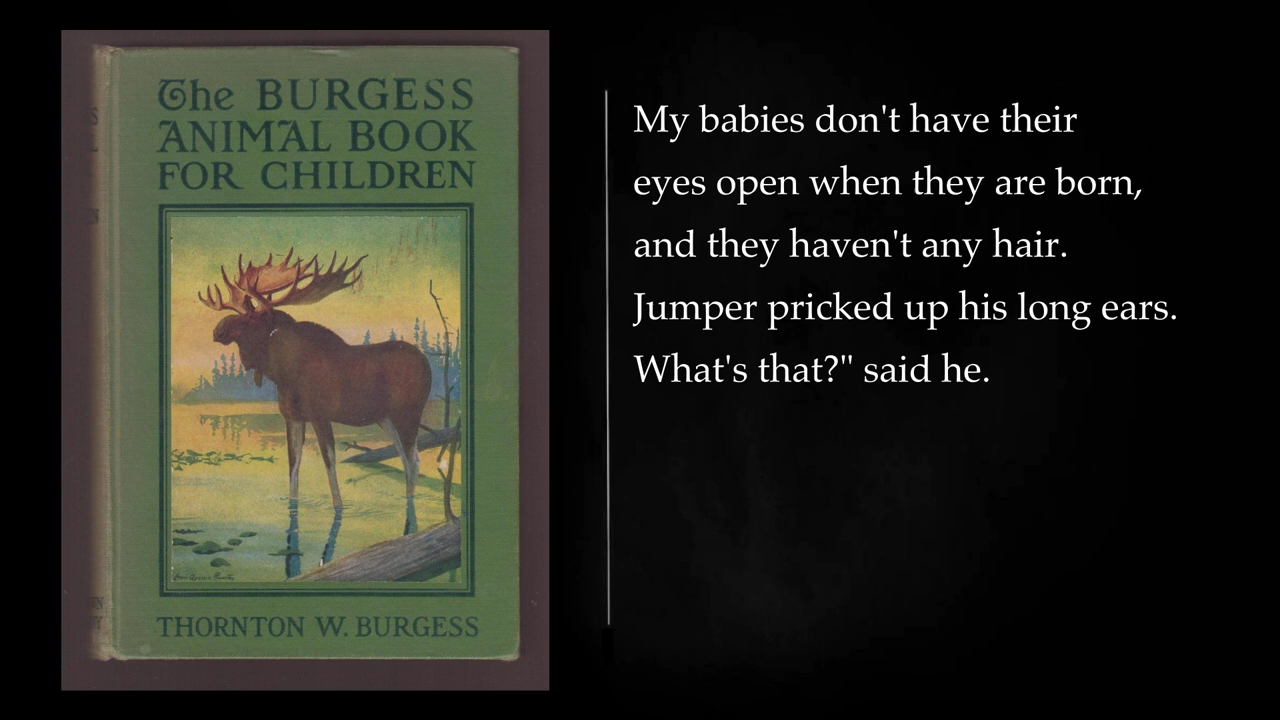 The BURGESS
ANIMAL BOOK
FOR CHILDREN
THORNTON W. BURGESS
My babies don't have their
eyes open when they are born,
and they haven't any hair.
Jumper pricked up his long ears.
What's that?" said he.